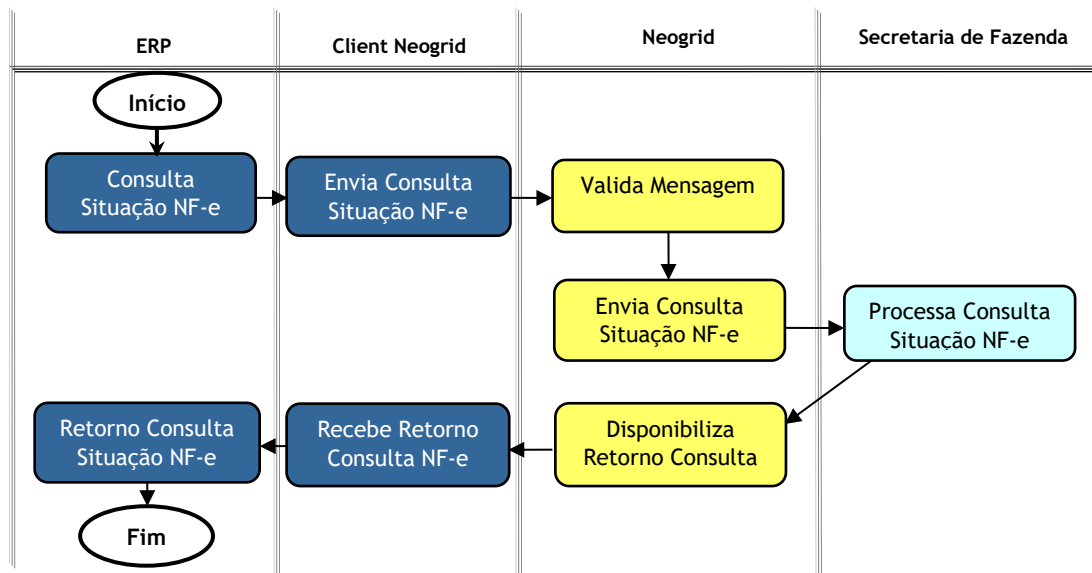 ERP
Client Neogrid
Neogrid
Secretaria de Fazenda
Início
Consulta
Situação NF-e
Envia Consulta
Situação NF-e
Valida Mensagem
Envia Consulta
Situação NF-e
Processa Consulta
Situação NF-e
Retorno Consulta
Situação NF-e
Recebe Retorno
Consulta NF-e
Disponibiliza
Retorno Consulta
Fim